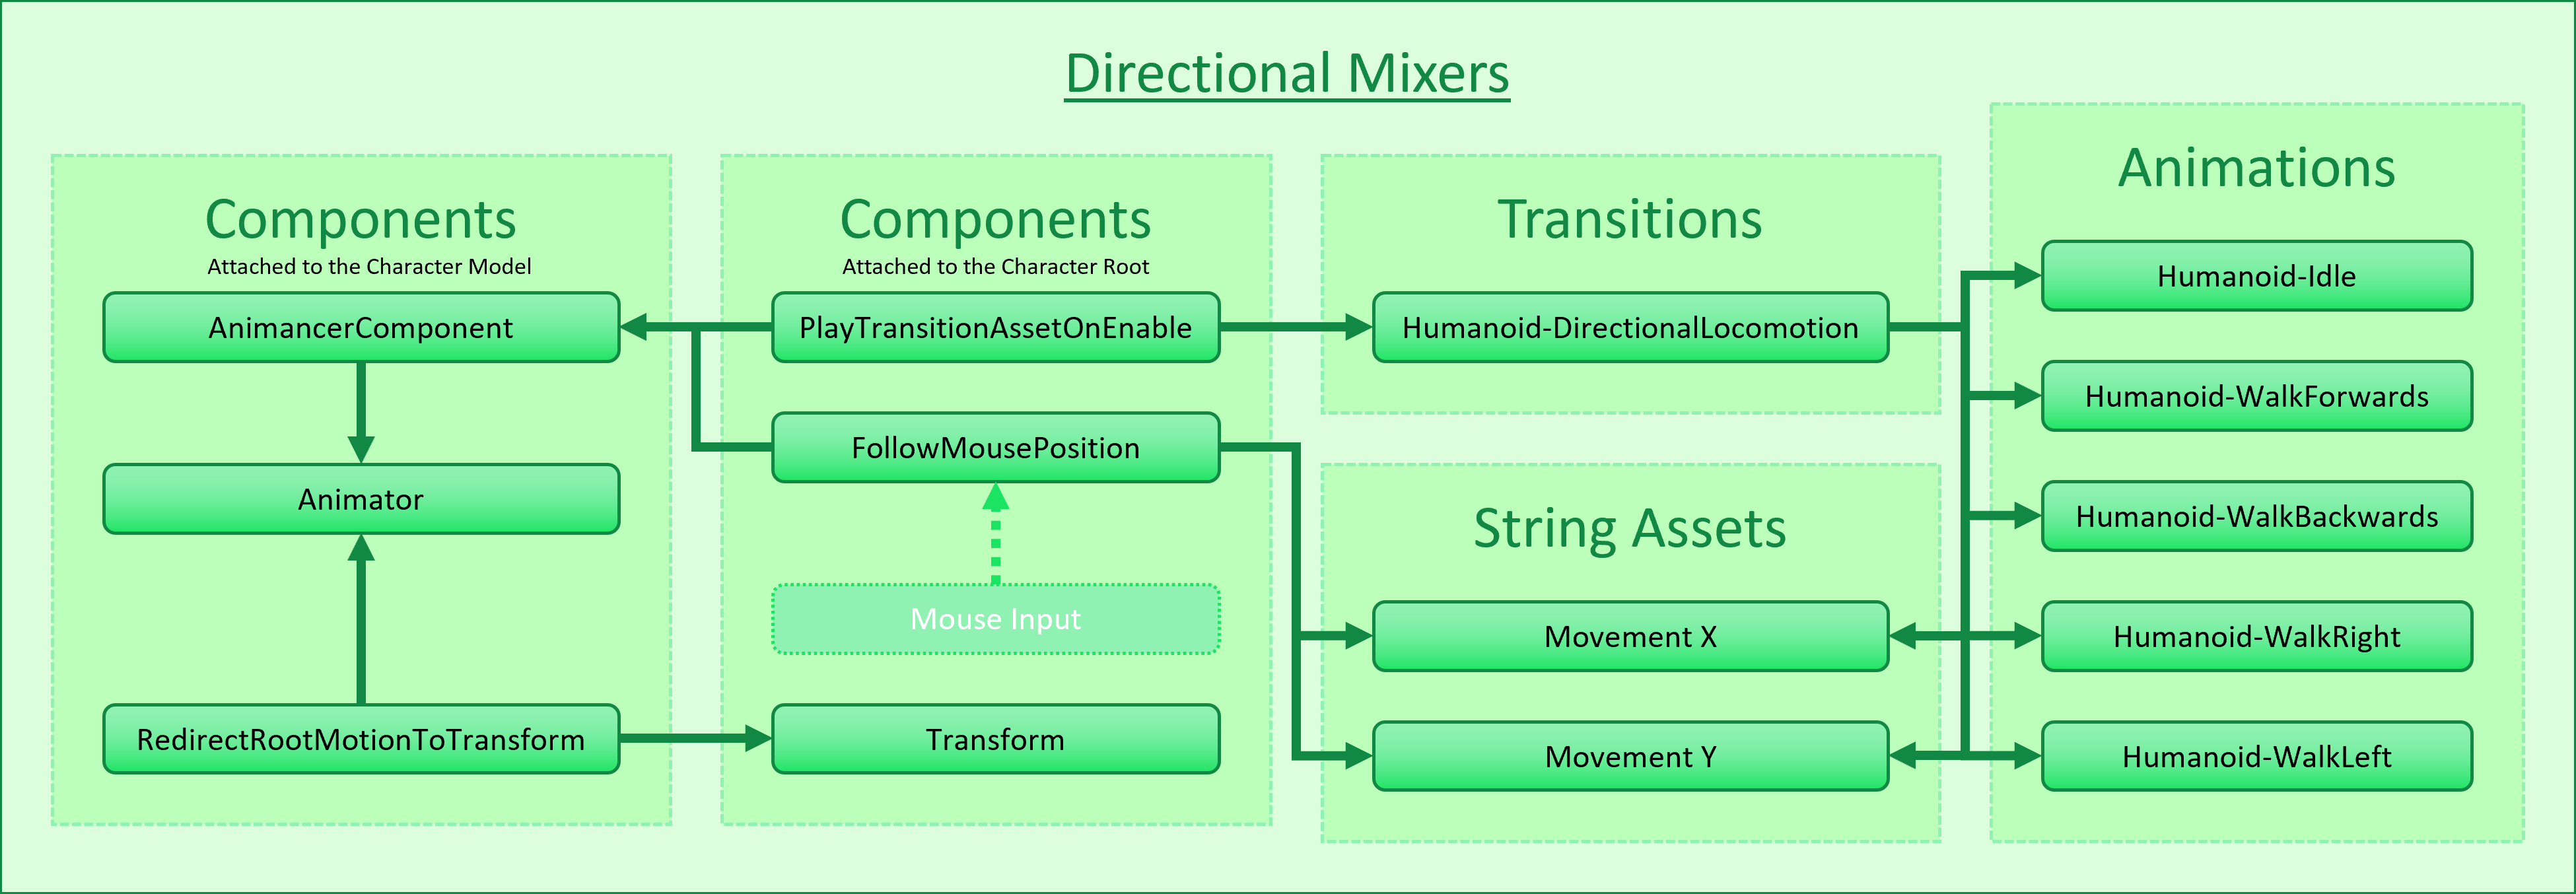 Directional Mixers
Components
Attached to the Character Model
AnimancerComponent
Animator
RedirectRootMotionToTransform
Components
Attached to the Character Root
PlayTransitionAssetOnEnable
FollowMousePosition
Mouse Input
Transform
Transitions
Humanoid-DirectionalLocomotion
String Assets
Movement X
Movement Y
Animations
Humanoid-Idle
Humanoid-WalkForwards
Humanoid-WalkBackwards
Humanoid-WalkRight
Humanoid-WalkLeft